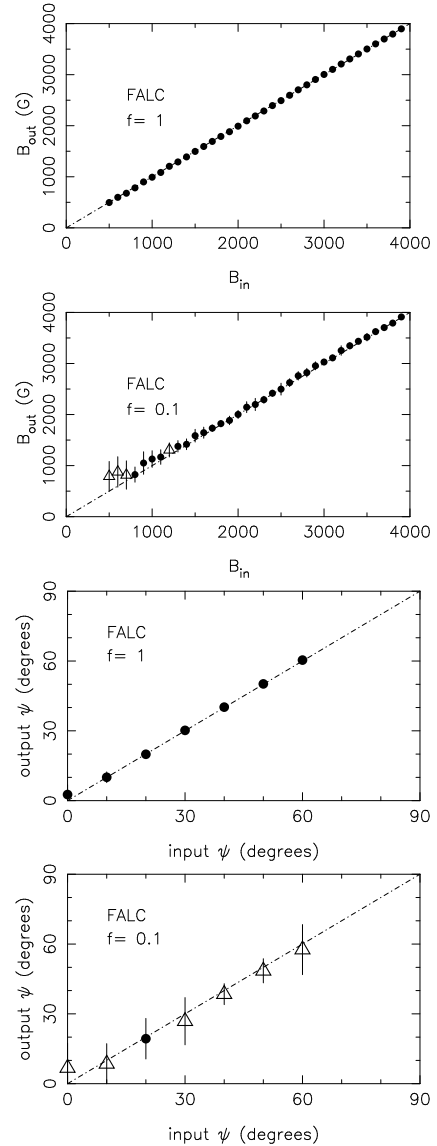 4000
3000
2000
1000
0
B_out (G)
FALC
f= 1
0 1000 2000 3000 4000
B_in
4000
3000
2000
1000
0
B_out (G)
FALC
f= 0.1
0 1000 2000 3000 4000
B_in
90
60
30
0
output ψ (degrees)
FALC
f= 1
0 30 60 90
input ψ (degrees)
90
60
30
0
output ψ (degrees)
FALC
f= 0.1
0 30 60 90
input ψ (degrees)